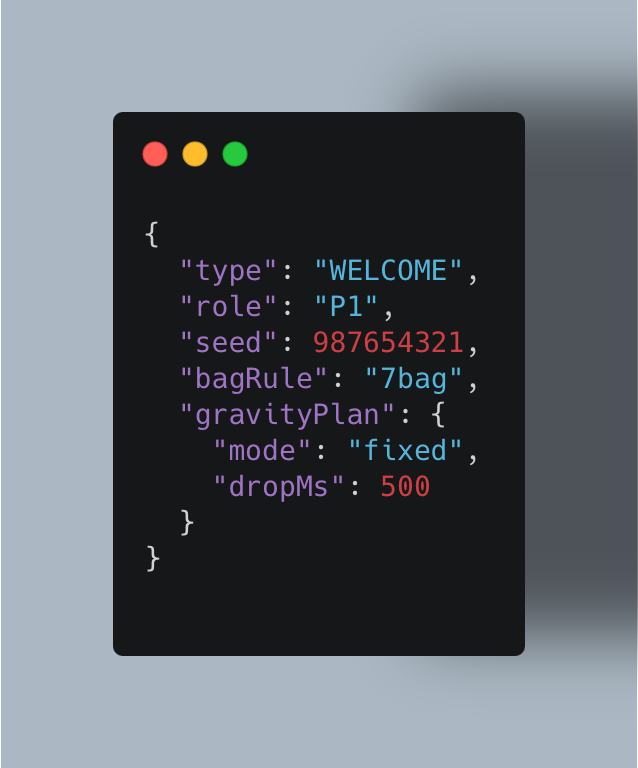 {
  "type": "WELCOME",
  "role": "P1",
  "seed": 987654321,
  "bagRule": "7bag",
  "gravityPlan": {
    "mode": "fixed",
    "dropMs": 500
  }
}